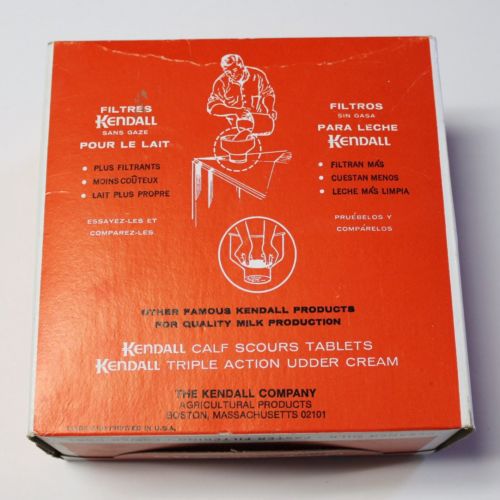 FILTRES
KENDALL
SANS GAZE
POUR LE LAIT
• PLUS FILTRANTS
• MOINS COÛTEUX
• LAIT PLUS PROPRE
ESSAYEZ-LES ET
COMPAREZ-LES
FILTROS
SIN GASA
PARA LECHE
KENDALL
• FILTRAN MÁS
• CUESTAN MENOS
• LECHE MÁS LIMPIA
PRUÉBELOS Y
COMPÁRELOS
OTHER FAMOUS KENDALL PRODUCTS
FOR QUALITY MILK PRODUCTION
KENDALL CALF SCOURS TABLETS
KENDALL TRIPLE ACTION UDDER CREAM
THE KENDALL COMPANY
AGRICULTURAL PRODUCTS
BOSTON, MASSACHUSETTS 02101
PRINTED IN U.S.A.